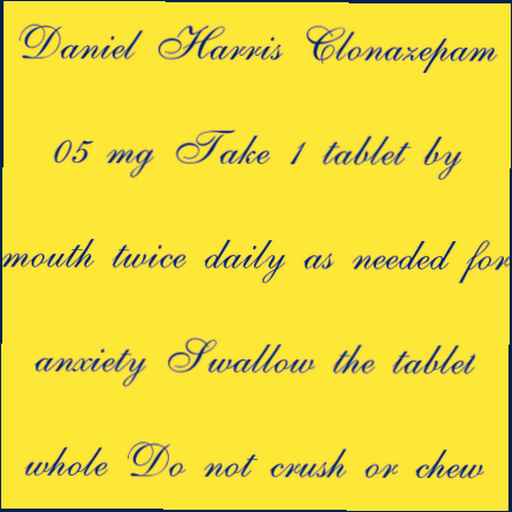 Daniel Harris Clonazepam
05 mg Take 1 tablet by
mouth twice daily as needed for
anxiety Swallow the tablet
whole Do not crush or chew